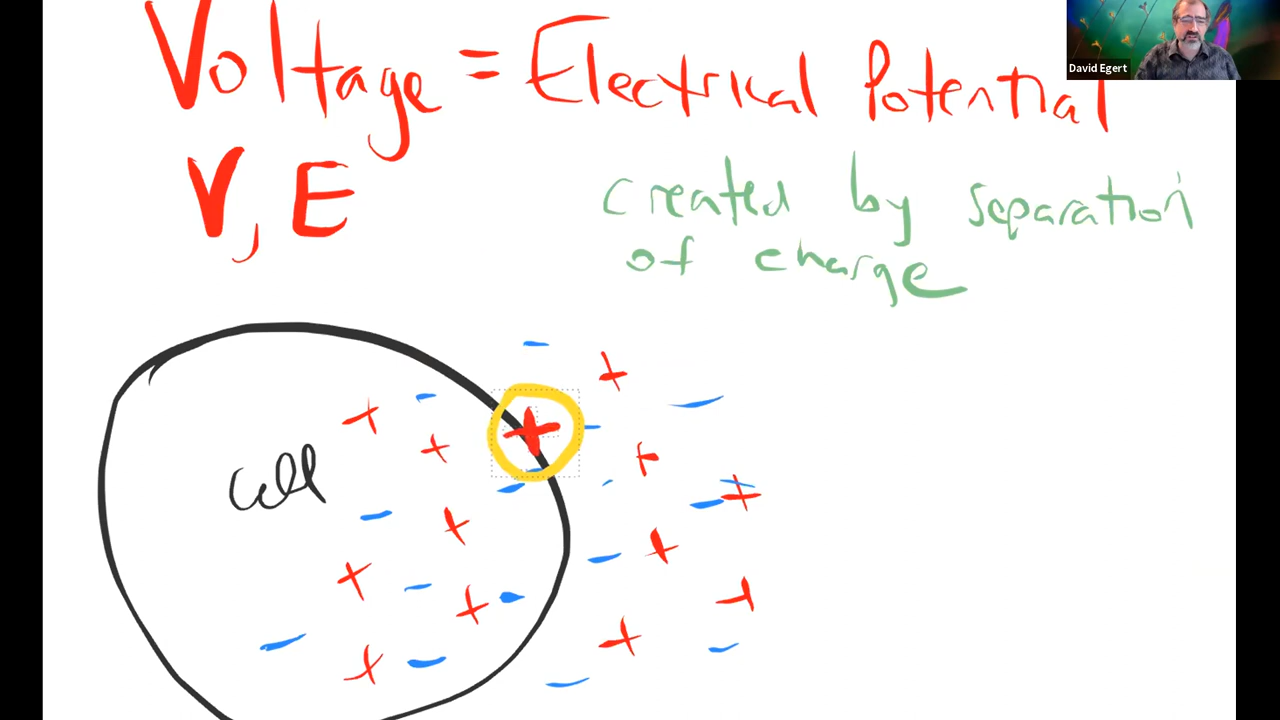 Voltage = Electrical Potential
V, E
created by separation
of charge
Cell
David Egert